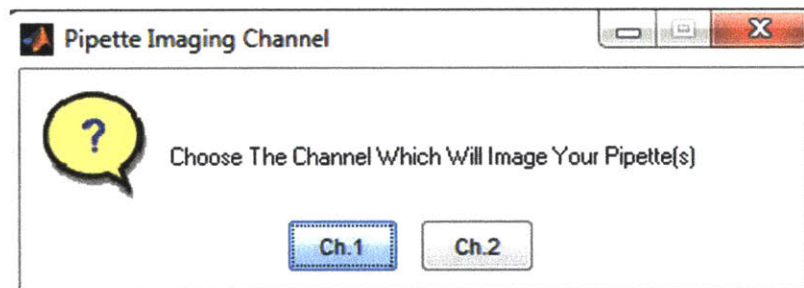 Pipette Imaging Channel
?
Choose The Channel Which Will Image Your Pipette(s)
Ch.1 Ch.2